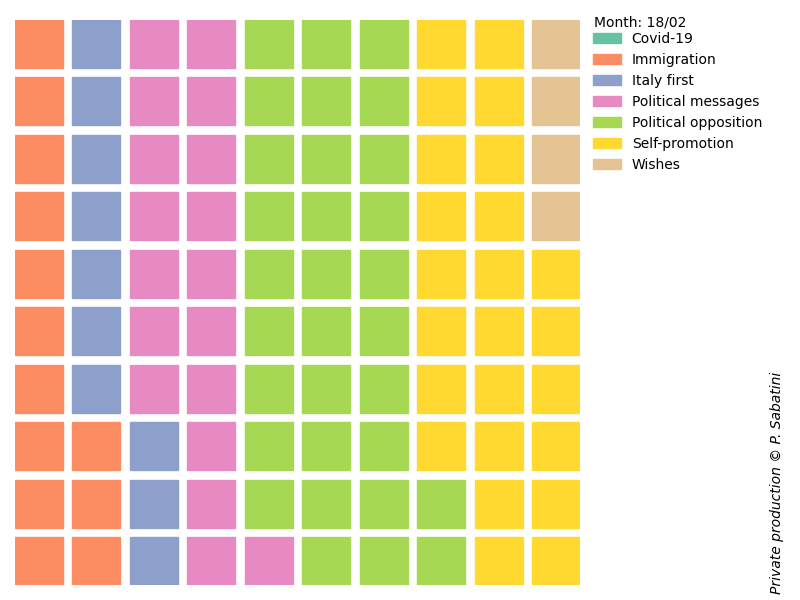 Month: 18/02
Covid-19
Immigration
Italy first
Political messages
Political opposition
Self-promotion
Wishes
Private production © P. Sabatini